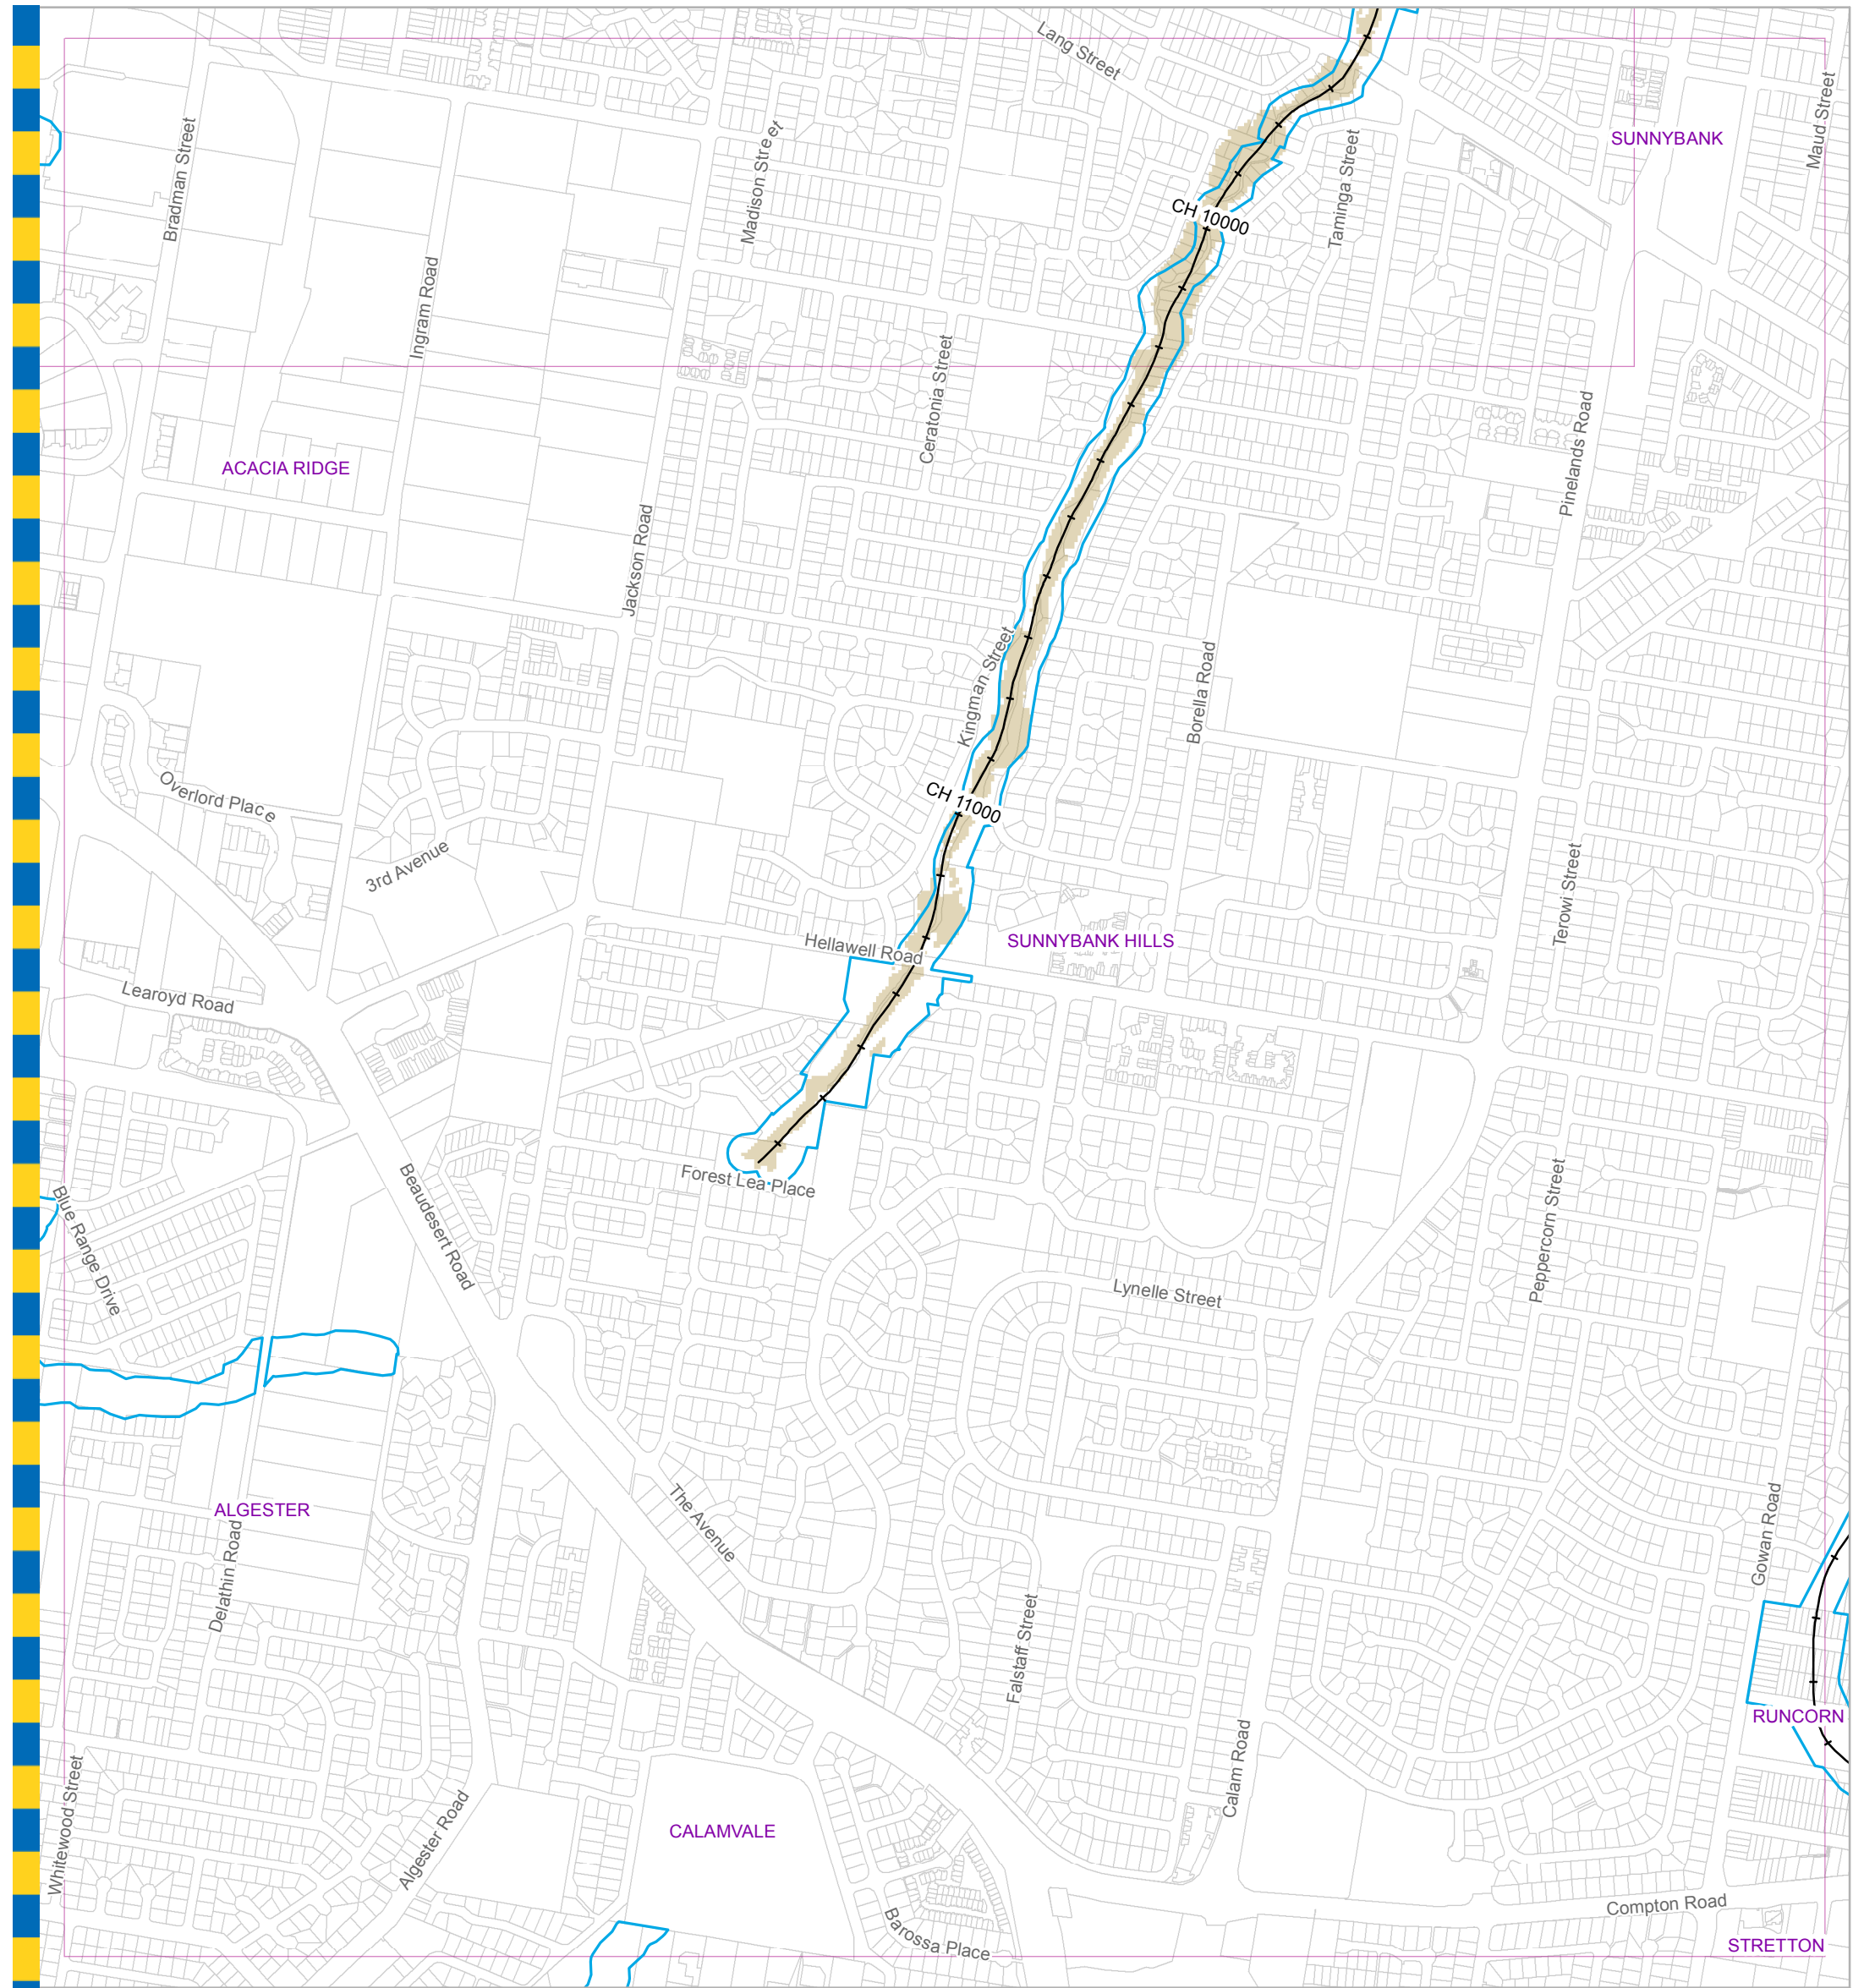 Lang Street
SUNNYBANK
Maud Street
Bradman Street
Madison Street
Taminga Street
CH 10000
Ingram Road
Ceratonia Street
Pinelands Road
ACACIA RIDGE
Jackson Road
Kingman Street
Borella Road
Overlord Place
CH 11000
3rd Avenue
Terowi Street
Hellawell Road
SUNNYBANK HILLS
Learoyd Road
Forest Lea Place
Blue Range Drive
Beaudesert Road
Peppercorn Street
Lynelle Street
ALGESTER
The Avenue
Gowan Road
Delathin Road
Falstaff Street
RUNCORN
Calam Road
Whitewood Street
Algester Road
CALAMVALE
Compton Road
Barossa Place
STRETTON